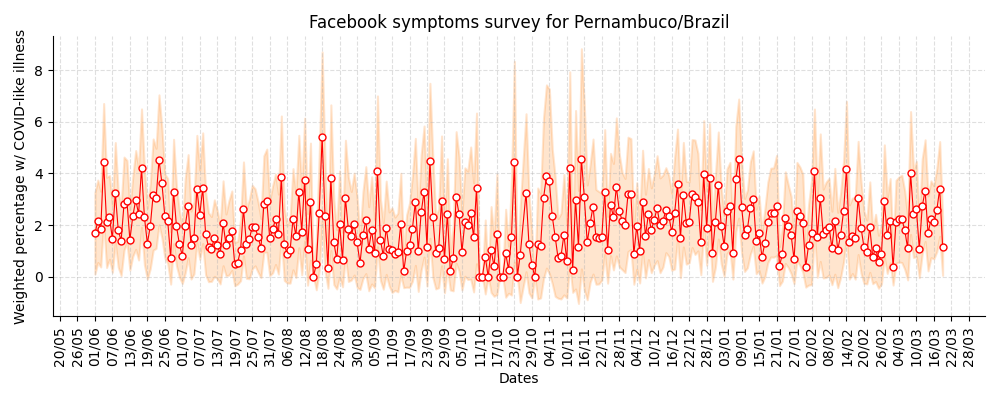 Facebook symptoms survey for Pernambuco/Brazil
Weighted percentage w/ COVID-like illness
8
6
4
2
0
20/05 26/05 01/06 07/06 13/06 19/06 25/06 01/07 07/07 13/07 19/07 25/07 31/07 06/08 12/08 18/08 24/08 30/08 05/09 11/09 17/09 23/09 29/09 05/10 11/10 17/10 23/10 29/10 04/11 10/11 16/11 22/11 28/11 04/12 10/12 16/12 22/12 28/12 03/01 09/01 15/01 21/01 27/01 02/02 08/02 14/02 20/02 26/02 04/03 10/03 16/03 22/03 28/03
Dates